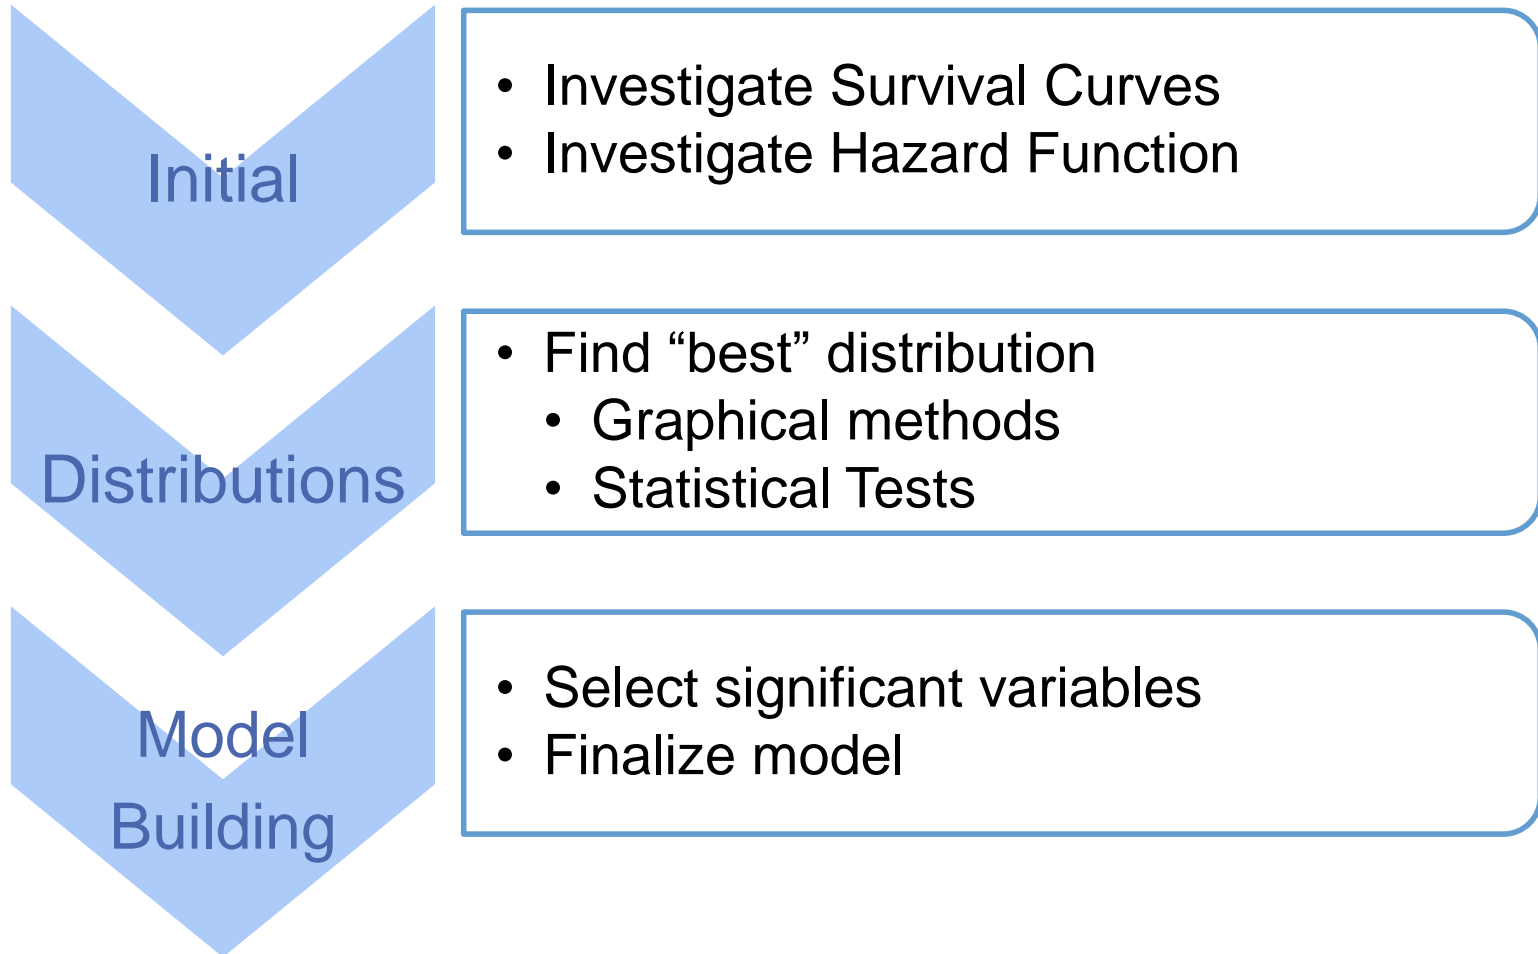 Initial
• Investigate Survival Curves
• Investigate Hazard Function
Distributions
• Find “best” distribution
• Graphical methods
• Statistical Tests
Model
Building
• Select significant variables
• Finalize model